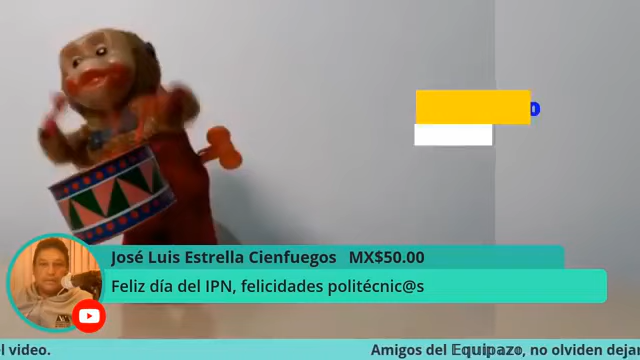 José Luis Estrella Cienfuegos MX$50.00
Feliz día del IPN, felicidades politécnic@s
el video. Amigos del Equipazo, no olviden dejar